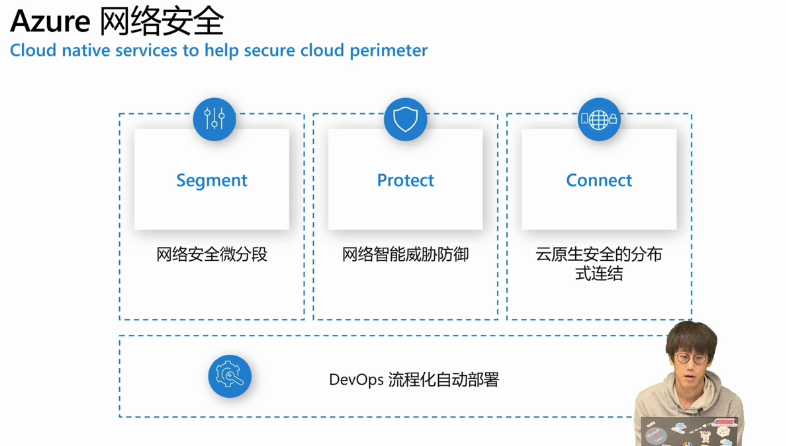 Azure 网络安全
Cloud native services to help secure cloud perimeter
Segment
网络安全微分段
Protect
网络智能威胁防御
Connect
云原生安全的分布
式连结
DevOps 流程化自动部署